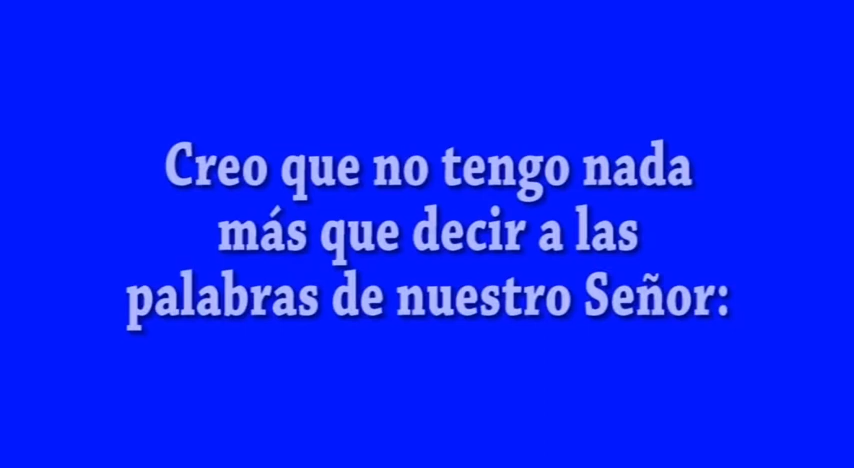 Creo que no tengo nada
más que decir a las
palabras de nuestro Señor: